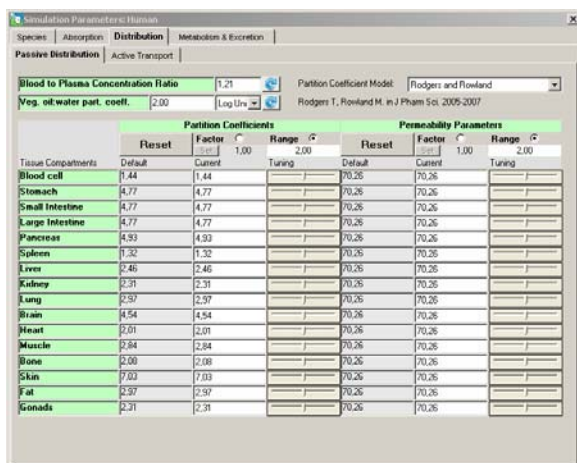 Simulation Parameters: Human
Species Absorption Distribution Metabolism & Excretion
Passive Distribution Active Transport
Blood to Plasma Concentration Ratio 1,21 Partition Coefficient Model: Rodgers and Rowland
Veg. oil:water part. coeff. 2,00 Log Uni Rodgers T, Rowland M. in J Pharm Sci. 2005-2007
Partition Coefficients Permeability Parameters
Reset Factor Range Reset Factor Range
Set 1,00 2,00 Set 1,00 2,00
Tissue Compartments Default Current Tuning Default Current Tuning
Blood cell 1,44 1,44 70,26 70,26
Stomach 4,77 4,77 70,26 70,26
Small Intestine 4,77 4,77 70,26 70,26
Large Intestine 4,77 4,77 70,26 70,26
Pancreas 4,93 4,93 70,26 70,26
Spleen 1,32 1,32 70,26 70,26
Liver 2,46 2,46 70,26 70,26
Kidney 2,31 2,31 70,26 70,26
Lung 2,97 2,97 70,26 70,26
Brain 4,54 4,54 70,26 70,26
Heart 2,01 2,01 70,26 70,26
Muscle 2,84 2,84 70,26 70,26
Bone 2,08 2,08 70,26 70,26
Skin 7,03 7,03 70,26 70,26
Fat 2,97 2,97 70,26 70,26
Gonads 2,31 2,31 70,26 70,26